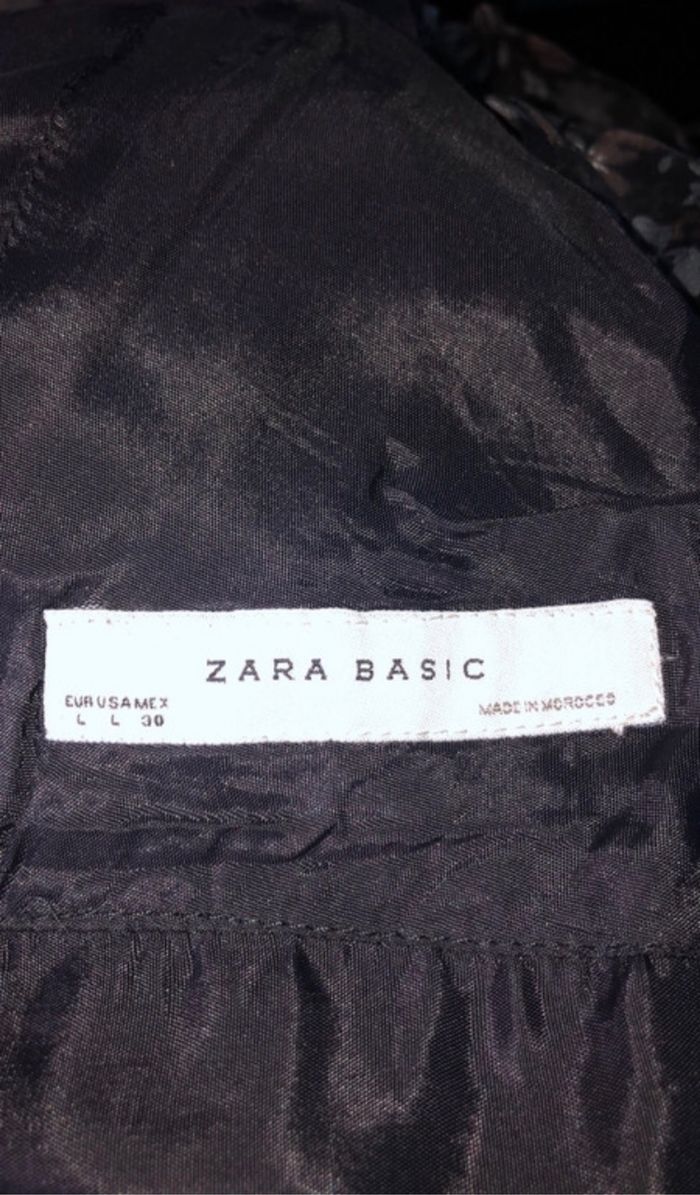 ZARA BASIC
EUR USA MEX
L L 30
MADE IN MOROCCO